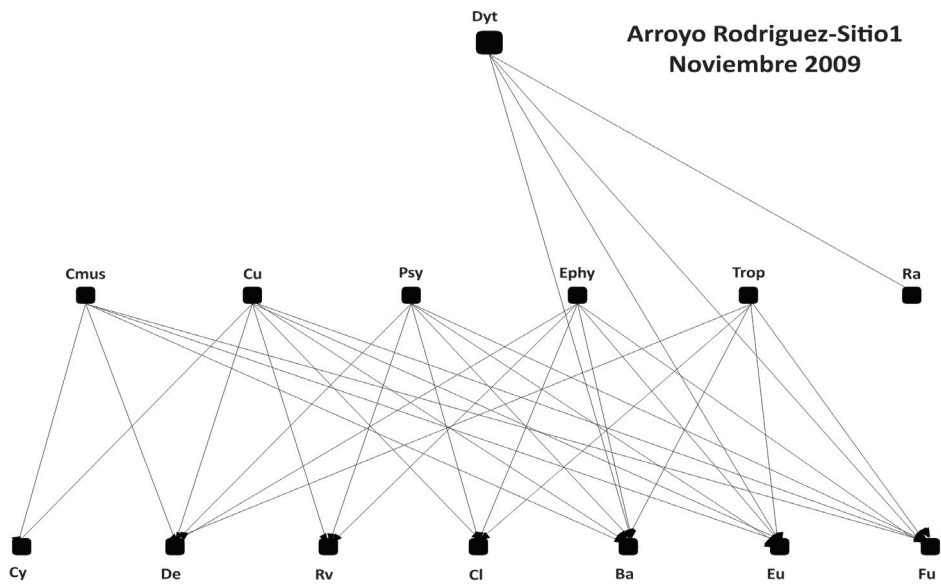 Dyt
Arroyo Rodriguez-Sitio1
Noviembre 2009
Cmus Cu Psy Ephy Trop Ra
Cy De Rv Cl Ba Eu Fu